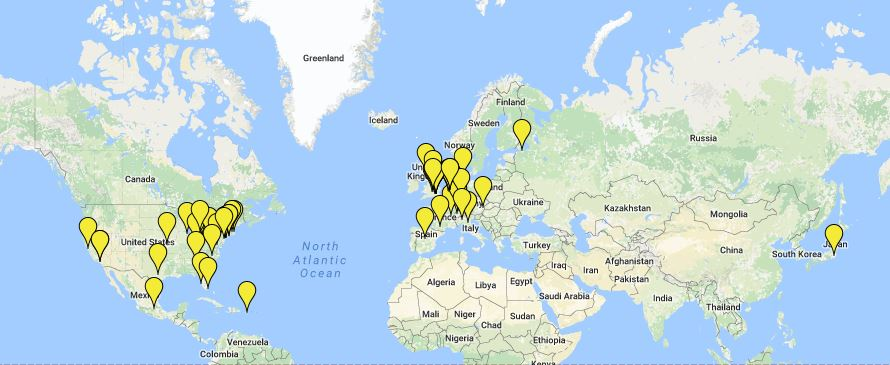 Greenland
Iceland
Finland
Sweden
Norway
Russia
Canada
Ukraine
Kazakhstan
Mongolia
United States
North
Atlantic
Ocean
Spain
Italy
Turkey
China
South Korea
Iraq
Iran
Afghanistan
Pakistan
Algeria
Libya
Egypt
Saudi Arabia
India
Thailand
Mali
Niger
Chad
Sudan
Nigeria
Ethiopia
Venezuela
Colombia